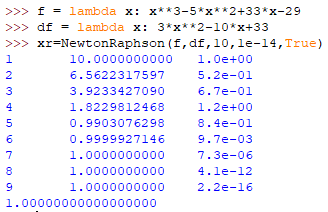 >>> f = lambda x: x**3-5*x**2+33*x-29
>>> df = lambda x: 3*x**2-10*x+33
>>> xr=NewtonRaphson(f,df,10,1e-14,True)
1 10.0000000000 1.0e+00
2 6.5622317597 5.2e-01
3 3.9233427090 6.7e-01
4 1.8229812468 1.2e+00
5 0.9903076298 8.4e-01
6 0.9999927146 9.7e-03
7 1.0000000000 7.3e-06
8 1.0000000000 4.1e-12
9 1.0000000000 2.2e-16
1.00000000000000000